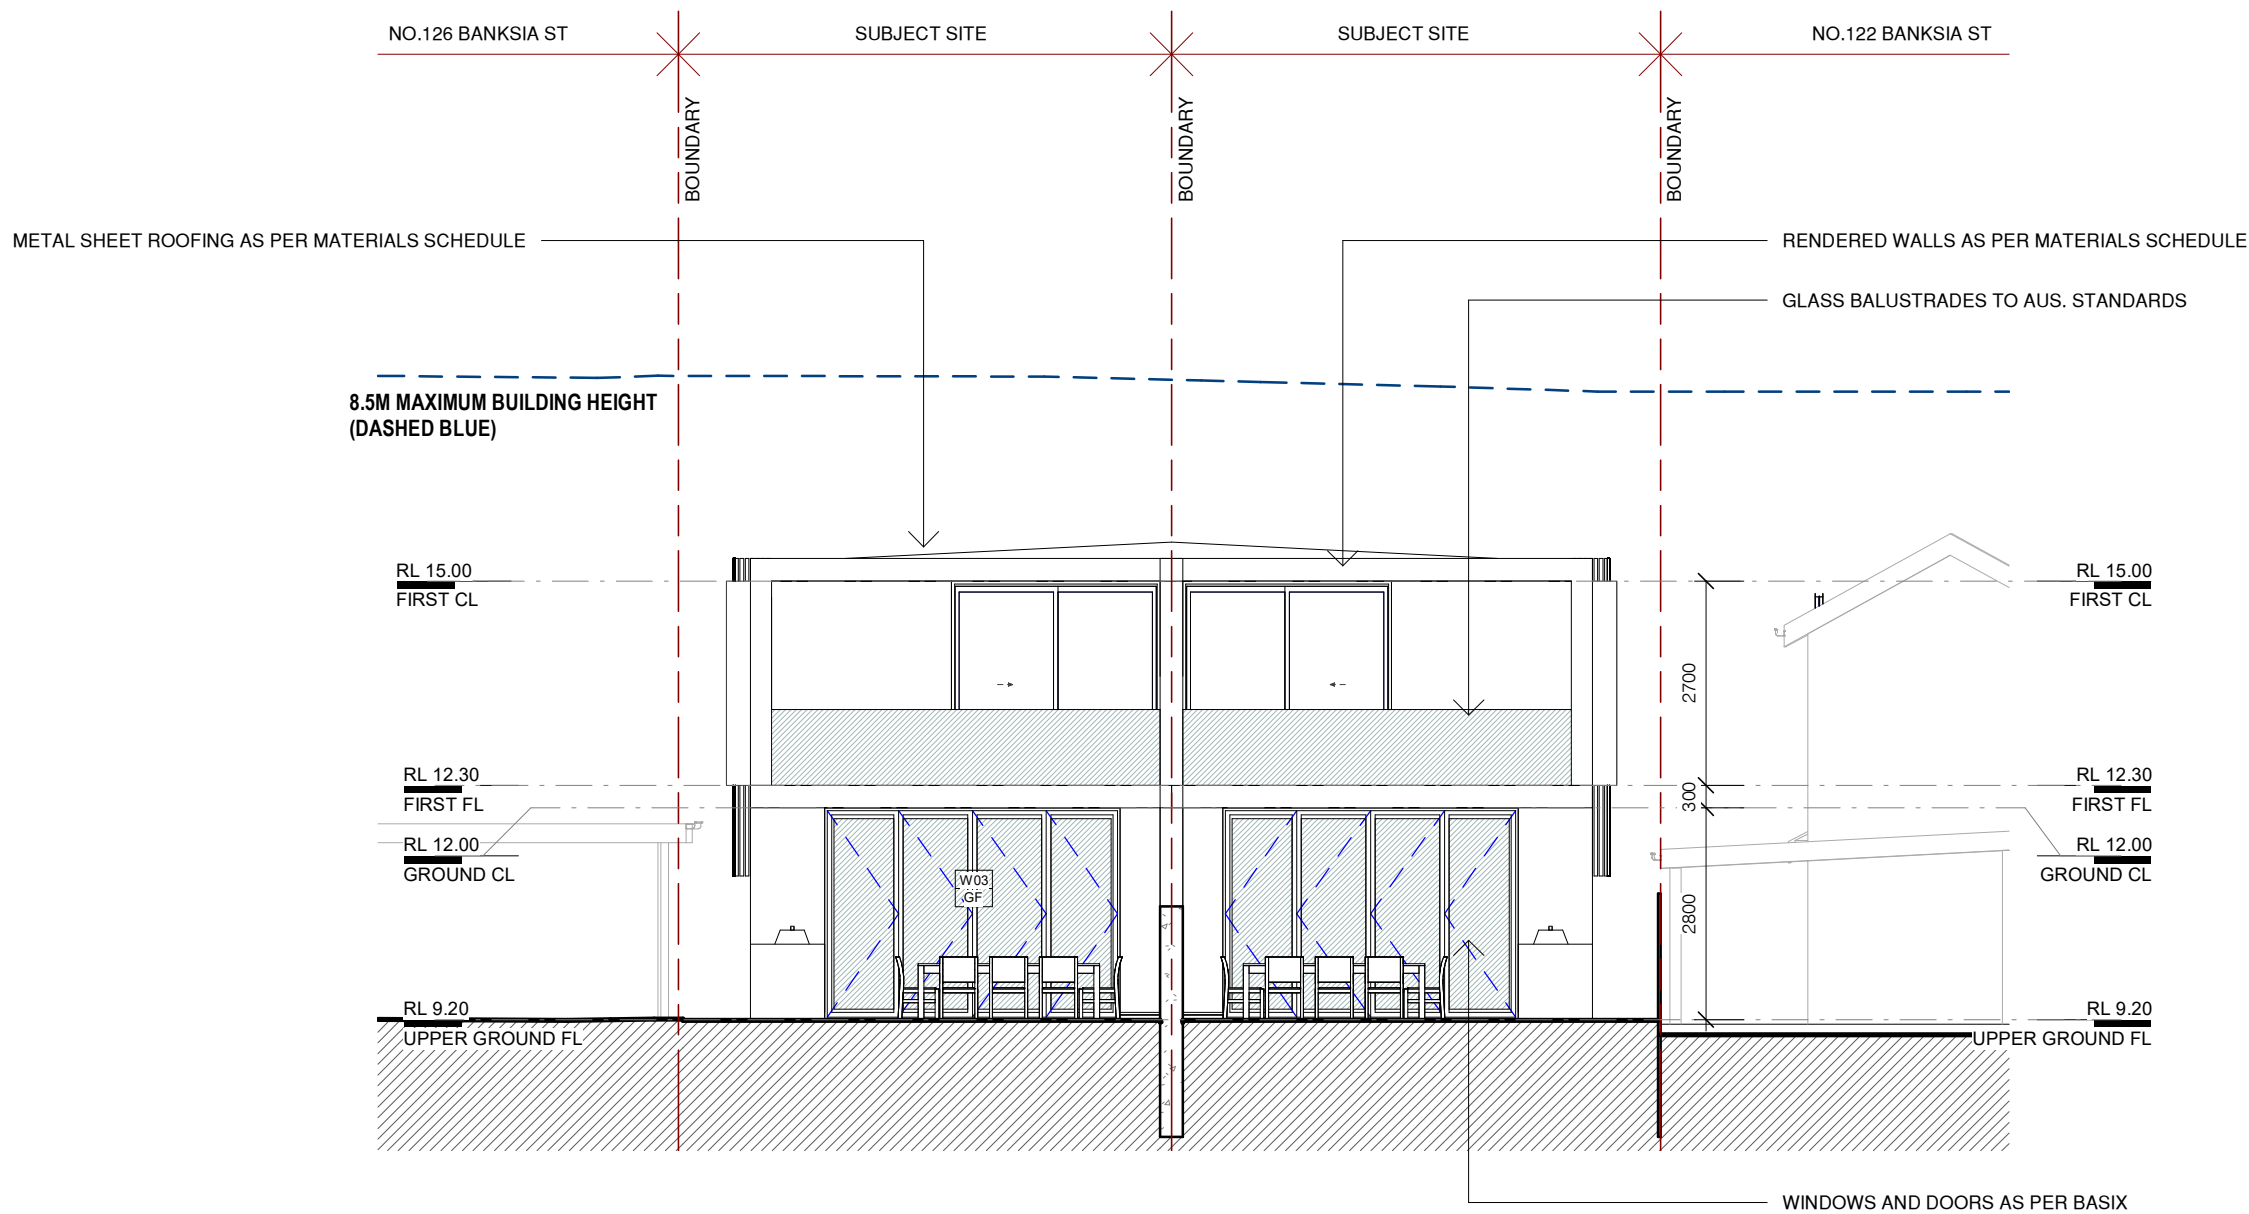 NO.126 BANKSIA ST
SUBJECT SITE
SUBJECT SITE
NO.122 BANKSIA ST
BOUNDARY
BOUNDARY
BOUNDARY
METAL SHEET ROOFING AS PER MATERIALS SCHEDULE
RENDERED WALLS AS PER MATERIALS SCHEDULE
GLASS BALUSTRADES TO AUS. STANDARDS
8.5M MAXIMUM BUILDING HEIGHT
(DASHED BLUE)
RL 15.00
FIRST CL
RL 15.00
FIRST CL
2700
RL 12.30
FIRST FL
300
RL 12.30
FIRST FL
RL 12.00
GROUND CL
RL 12.00
GROUND CL
W03
GF
2800
RL 9.20
UPPER GROUND FL
RL 9.20
UPPER GROUND FL
WINDOWS AND DOORS AS PER BASIX